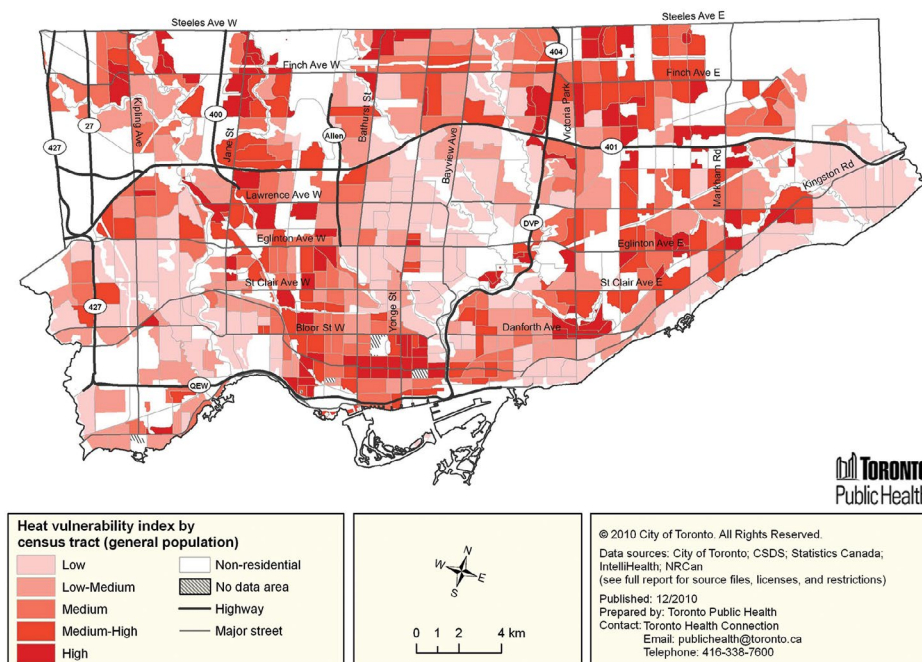 Steeles Ave W
Steeles Ave E
404
Finch Ave W
Finch Ave E
427
27
Kipling Ave
400
Jane St
Allen
Bathurst St
Bayview Ave
Victoria Park
401
Markham Rd
Kingston Rd
Lawrence Ave W
DVP
Eglinton Ave W
Eglinton Ave E
427
St Clair Ave W
Yonge St
St Clair Ave E
Bloor St W
Danforth Ave
QEW
TORONTO
Public Health
Heat vulnerability index by
census tract (general population)
Low
Low-Medium
Medium
Medium-High
High
Non-residential
No data area
Highway
Major street
N
W E
S
0 1 2 4 km
© 2010 City of Toronto. All Rights Reserved.
Data sources: City of Toronto; CSDS; Statistics Canada;
IntelliHealth; NRCan
(see full report for source files, licenses, and restrictions)
Published: 12/2010
Prepared by: Toronto Public Health
Contact: Toronto Health Connection
Email: publichealth@toronto.ca
Telephone: 416-338-7600